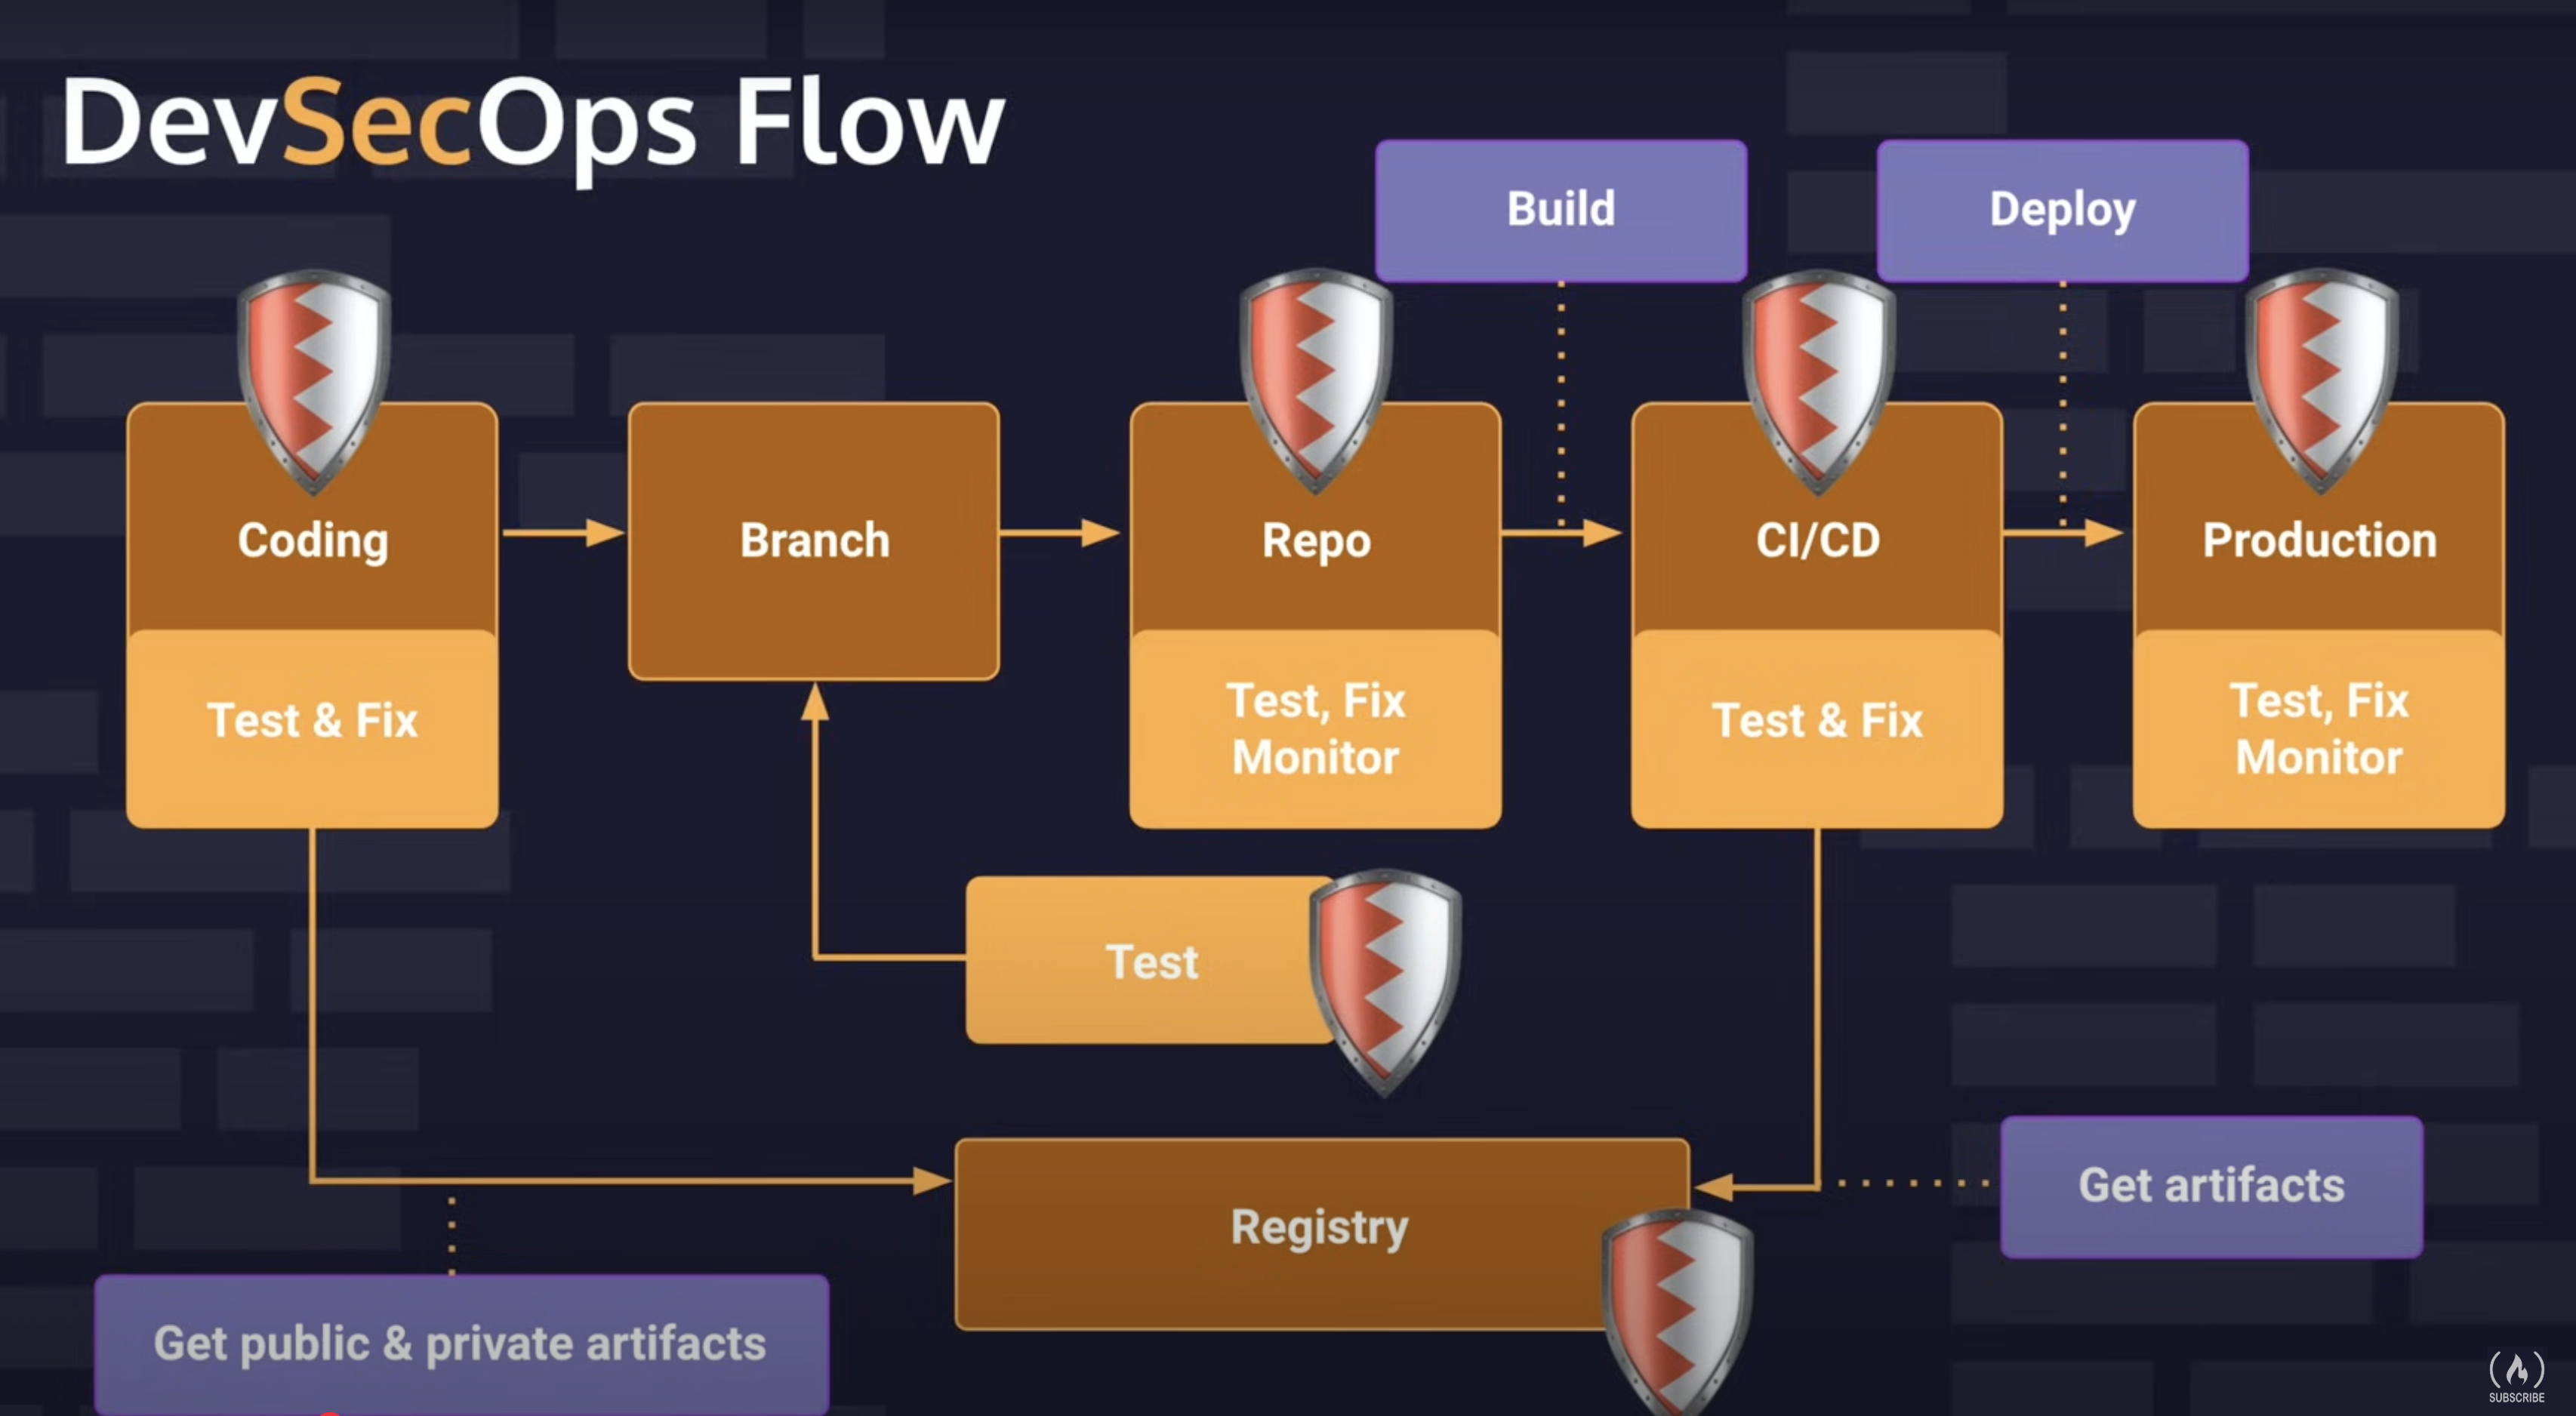 DevSecOps Flow
Build
Deploy
Coding
Branch
Repo
CI/CD
Production
Test & Fix
Test, Fix
Monitor
Test & Fix
Test, Fix
Monitor
Test
Registry
Get artifacts
Get public & private artifacts
SUBSCRIBE